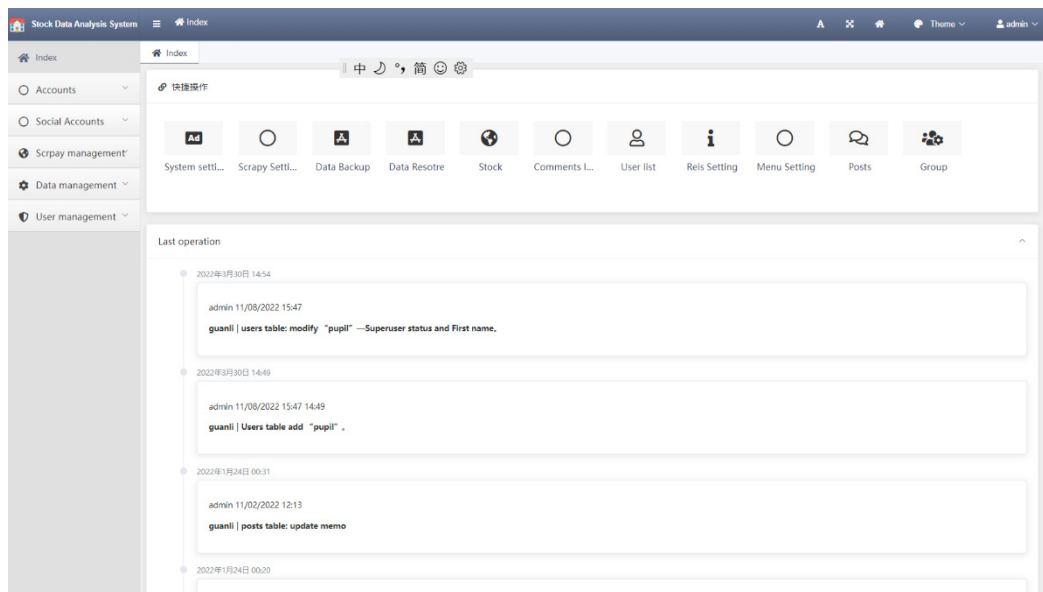 Stock Data Analysis System
Index
A
Theme
admin
Index
Index
中 简
Accounts
Social Accounts
Scrpay management
Data management
User management
快捷操作
Ad
System setti...
Scrapy Setti...
Data Backup
Data Resotre
Stock
Comments I...
User list
Reis Setting
Menu Setting
Posts
Group
Last operation
2022年3月30日 14:54
admin 11/08/2022 15:47
guanli | users table: modify “pupil” —Superuser status and First name。
2022年3月30日 14:49
admin 11/08/2022 15:47 14:49
guanli | Users table add “pupil” 。
2022年1月24日 00:31
admin 11/02/2022 12:13
guanli | posts table: update memo
2022年1月24日 00:20